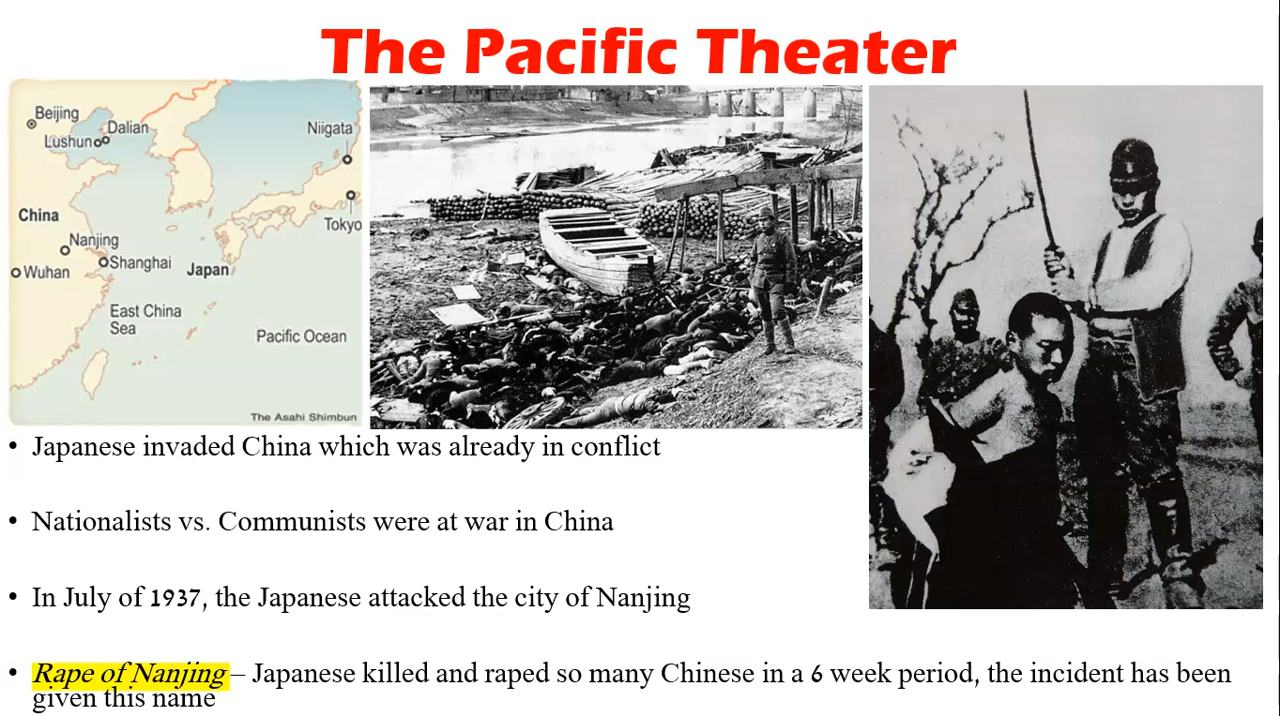 The Pacific Theater
Beijing
Dalian
Lushun
Niigata
China
Tokyo
Nanjing
Shanghai
Japan
Wuhan
East China
Sea
Pacific Ocean
The Asahi Shimbun
• Japanese invaded China which was already in conflict
• Nationalists vs. Communists were at war in China
• In July of 1937, the Japanese attacked the city of Nanjing
• Rape of Nanjing – Japanese killed and raped so many Chinese in a 6 week period, the incident has been
given this name